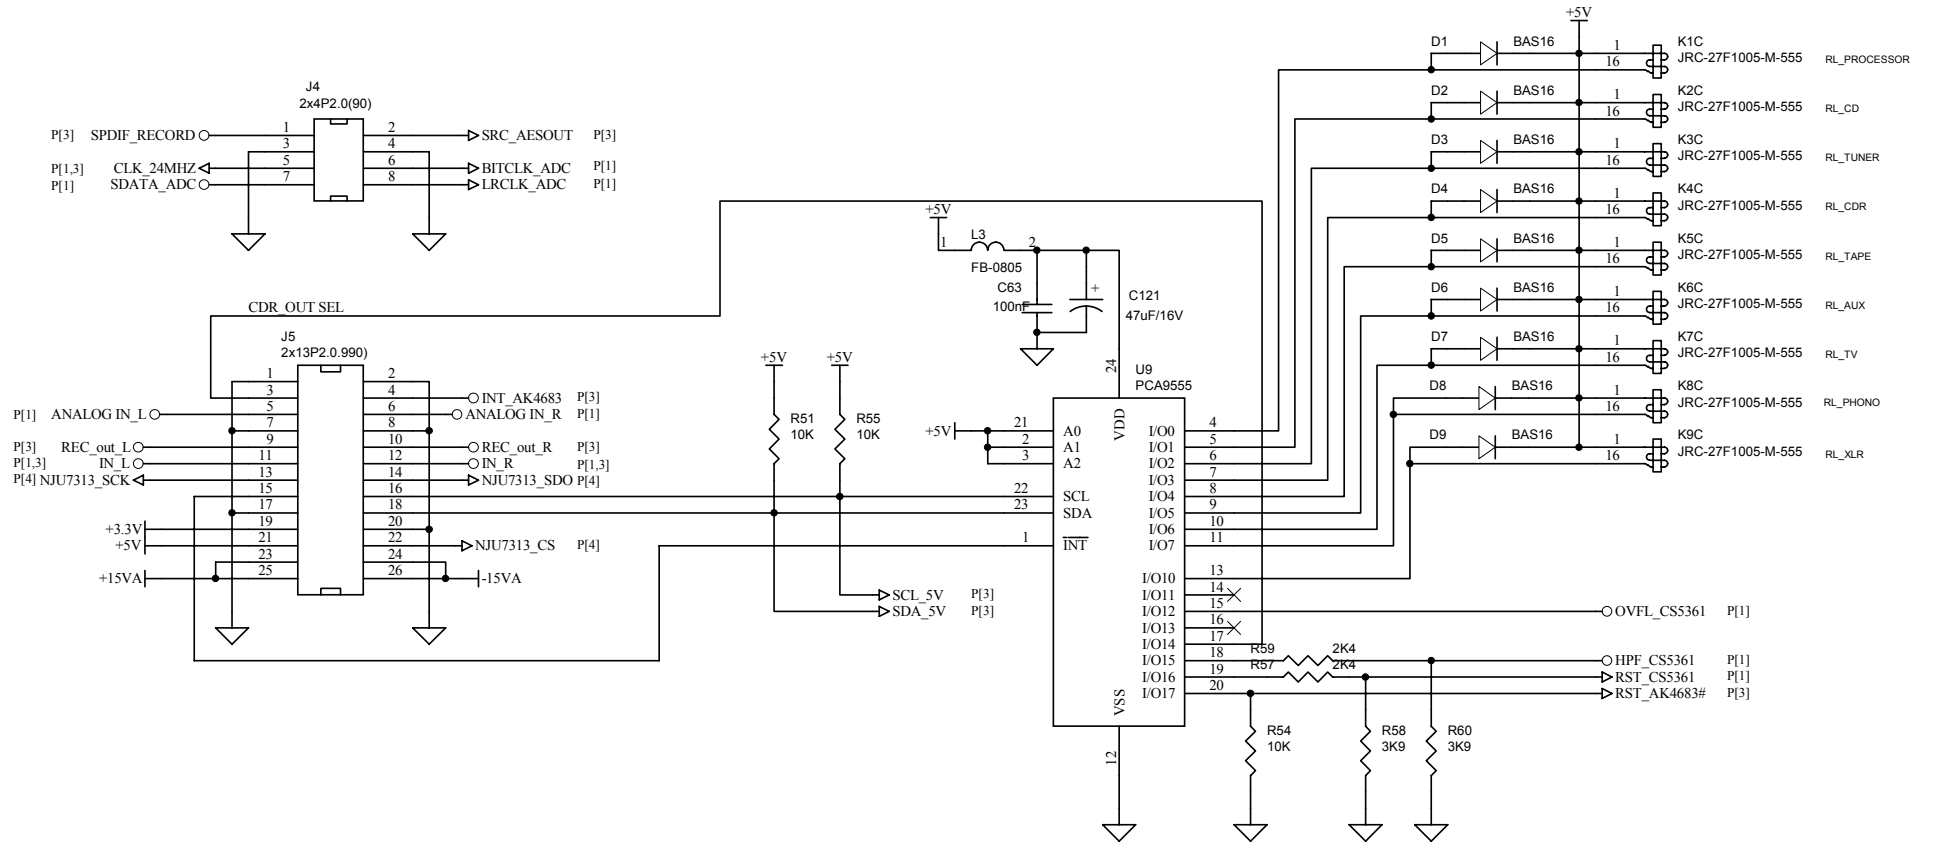 J4
2x4P2.0(90)
P[3] SPDIF_RECORD 1 2 SRC_AESOUT P[3]
3 4
P[1,3] CLK_24MHZ 5 6 BITCLK_ADC P[1]
P[1] SDATA_ADC 7 8 LRCLK_ADC P[1]
CDR_OUT SEL
J5
2x13P2.0.990)
1 2
3 4 INT_AK4683 P[3]
P[1] ANALOG IN_L 5 6 ANALOG IN_R P[1]
7 8
P[3] REC_out_L 9 10 REC_out_R P[3]
P[1,3] IN_L 11 12 IN_R P[1,3]
P[4] NJU7313_SCK 13 14 NJU7313_SDO P[4]
15 16
17 18
+3.3V 19 20
+5V 21 22 NJU7313_CS P[4]
23 24
+15VA 25 26 -15VA
+5V
R51
10K
+5V
R55
10K
SCL_5V P[3]
SDA_5V P[3]
+5V
1 L3 2
FB-0805
C63
100nF
+
C121
47uF/16V
U9
PCA9555
24
VDD
+5V
21 A0
2 A1
3 A2
22 SCL
23 SDA
1 INT
VSS
12
I/O0 4
I/O1 5
I/O2 6
I/O3 7
I/O4 8
I/O5 9
I/O6 10
I/O7 11
I/O10 13
I/O11 14
I/O12 15 OVFL_CS5361 P[1]
I/O13 16
I/O14 17
I/O15 18 R59 2K4 HPF_CS5361 P[1]
I/O16 19 R57 2K4 RST_CS5361 P[1]
I/O17 20 RST_AK4683# P[3]
R54
10K
R58
3K9
R60
3K9
+5V
D1 BAS16 1 K1C
16 JRC-27F1005-M-555 RL_PROCESSOR
D2 BAS16 1 K2C
16 JRC-27F1005-M-555 RL_CD
D3 BAS16 1 K3C
16 JRC-27F1005-M-555 RL_TUNER
D4 BAS16 1 K4C
16 JRC-27F1005-M-555 RL_CDR
D5 BAS16 1 K5C
16 JRC-27F1005-M-555 RL_TAPE
D6 BAS16 1 K6C
16 JRC-27F1005-M-555 RL_AUX
D7 BAS16 1 K7C
16 JRC-27F1005-M-555 RL_TV
D8 BAS16 1 K8C
16 JRC-27F1005-M-555 RL_PHONO
D9 BAS16 1 K9C
16 JRC-27F1005-M-555 RL_XLR